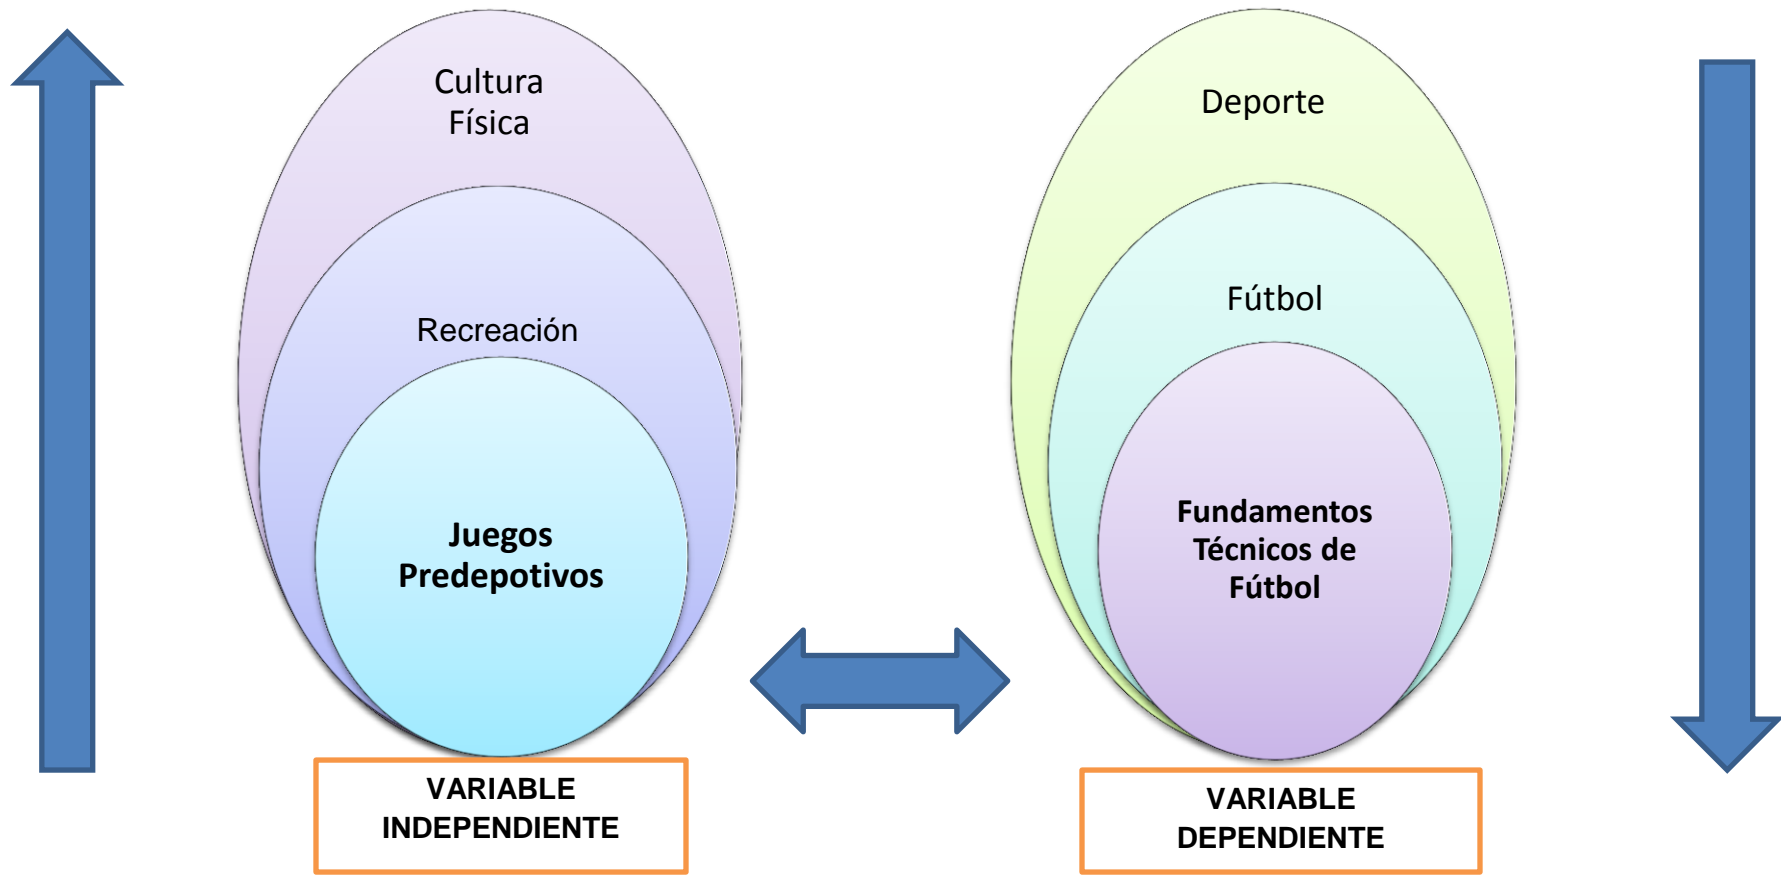 Cultura
Física
Recreación
Juegos
Predepotivos
VARIABLE
INDEPENDIENTE
Deporte
Fútbol
Fundamentos
Técnicos de
Fútbol
VARIABLE
DEPENDIENTE